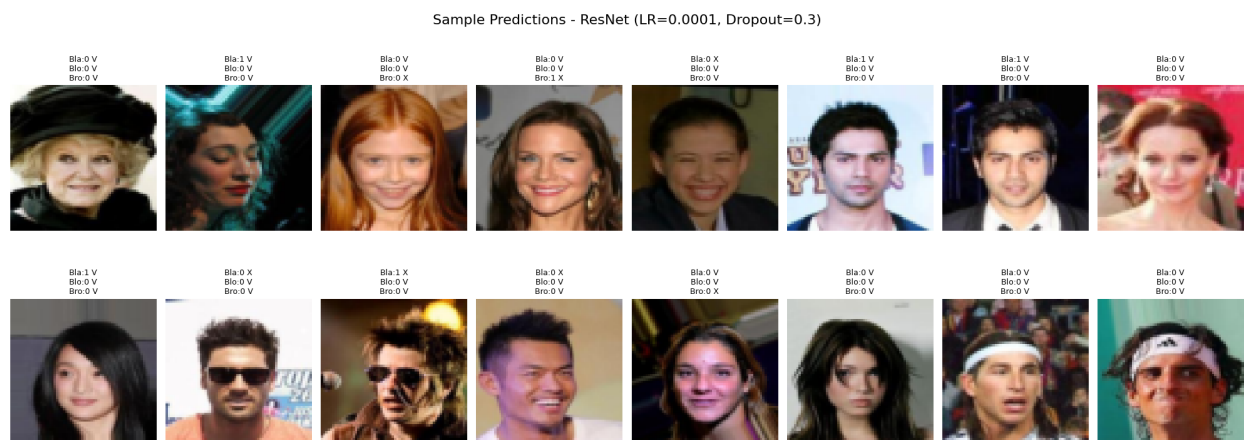 Sample Predictions - ResNet (LR=0.0001, Dropout=0.3)
Bla:0 V
Blo:0 V
Bro:0 V
Bla:1 V
Blo:0 V
Bro:0 V
Bla:0 V
Blo:0 V
Bro:0 X
Bla:0 V
Blo:0 V
Bro:1 X
Bla:0 X
Blo:0 V
Bro:0 V
Bla:1 V
Blo:0 V
Bro:0 V
Bla:1 V
Blo:0 V
Bro:0 V
Bla:0 V
Blo:0 V
Bro:0 V
Bla:1 V
Blo:0 V
Bro:0 V
Bla:0 X
Blo:0 V
Bro:0 V
Bla:1 X
Blo:0 V
Bro:0 V
Bla:0 X
Blo:0 V
Bro:0 V
Bla:0 V
Blo:0 V
Bro:0 X
Bla:0 V
Blo:0 V
Bro:0 V
Bla:0 V
Blo:0 V
Bro:0 V
Bla:0 V
Blo:0 V
Bro:0 V